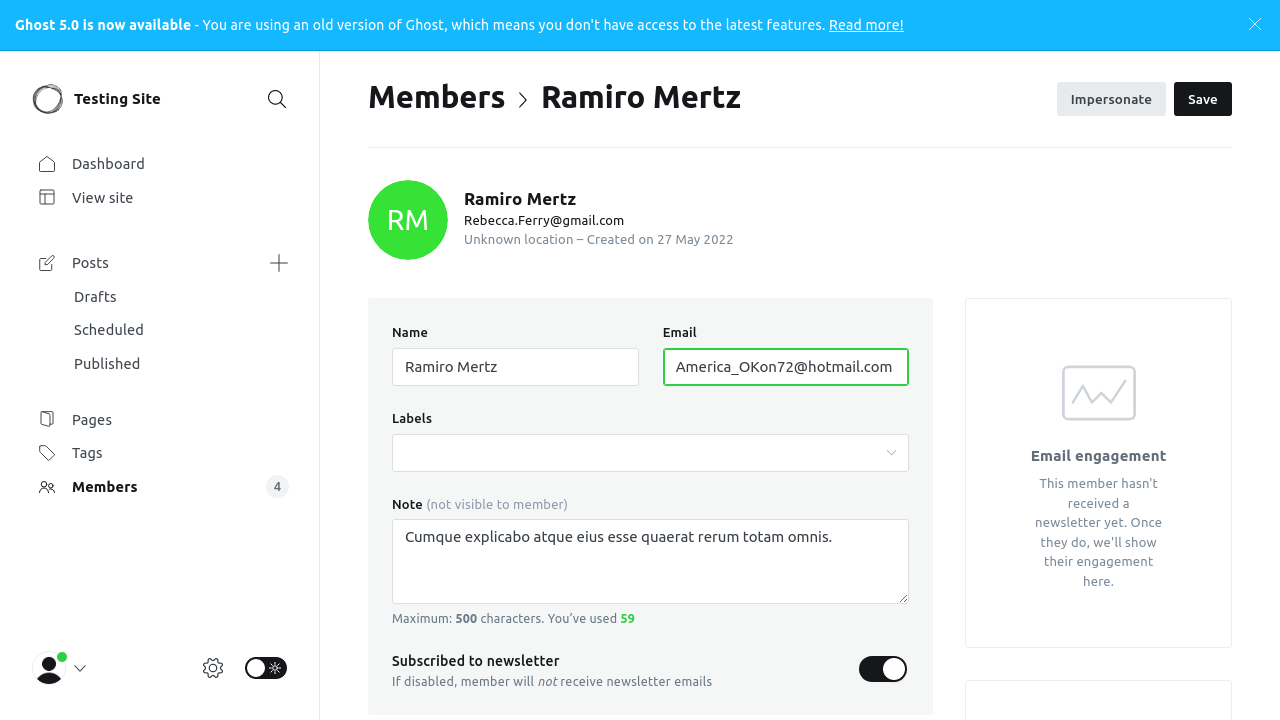 Ghost 5.0 is now available - You are using an old version of Ghost, which means you don't have access to the latest features. Read more!
Testing Site
Dashboard
View site
Posts
Drafts
Scheduled
Published
Pages
Tags
Members 4
Members Ramiro Mertz
Impersonate Save
RM
Ramiro Mertz
Rebecca.Ferry@gmail.com
Unknown location – Created on 27 May 2022
Name Email
Ramiro Mertz America_OKon72@hotmail.com
Labels
Note (not visible to member)
Cumque explicabo atque eius esse quaerat rerum totam omnis.
Maximum: 500 characters. You’ve used 59
Subscribed to newsletter
If disabled, member will not receive newsletter emails
Email engagement
This member hasn't
received a
newsletter yet. Once
they do, we'll show
their engagement
here.